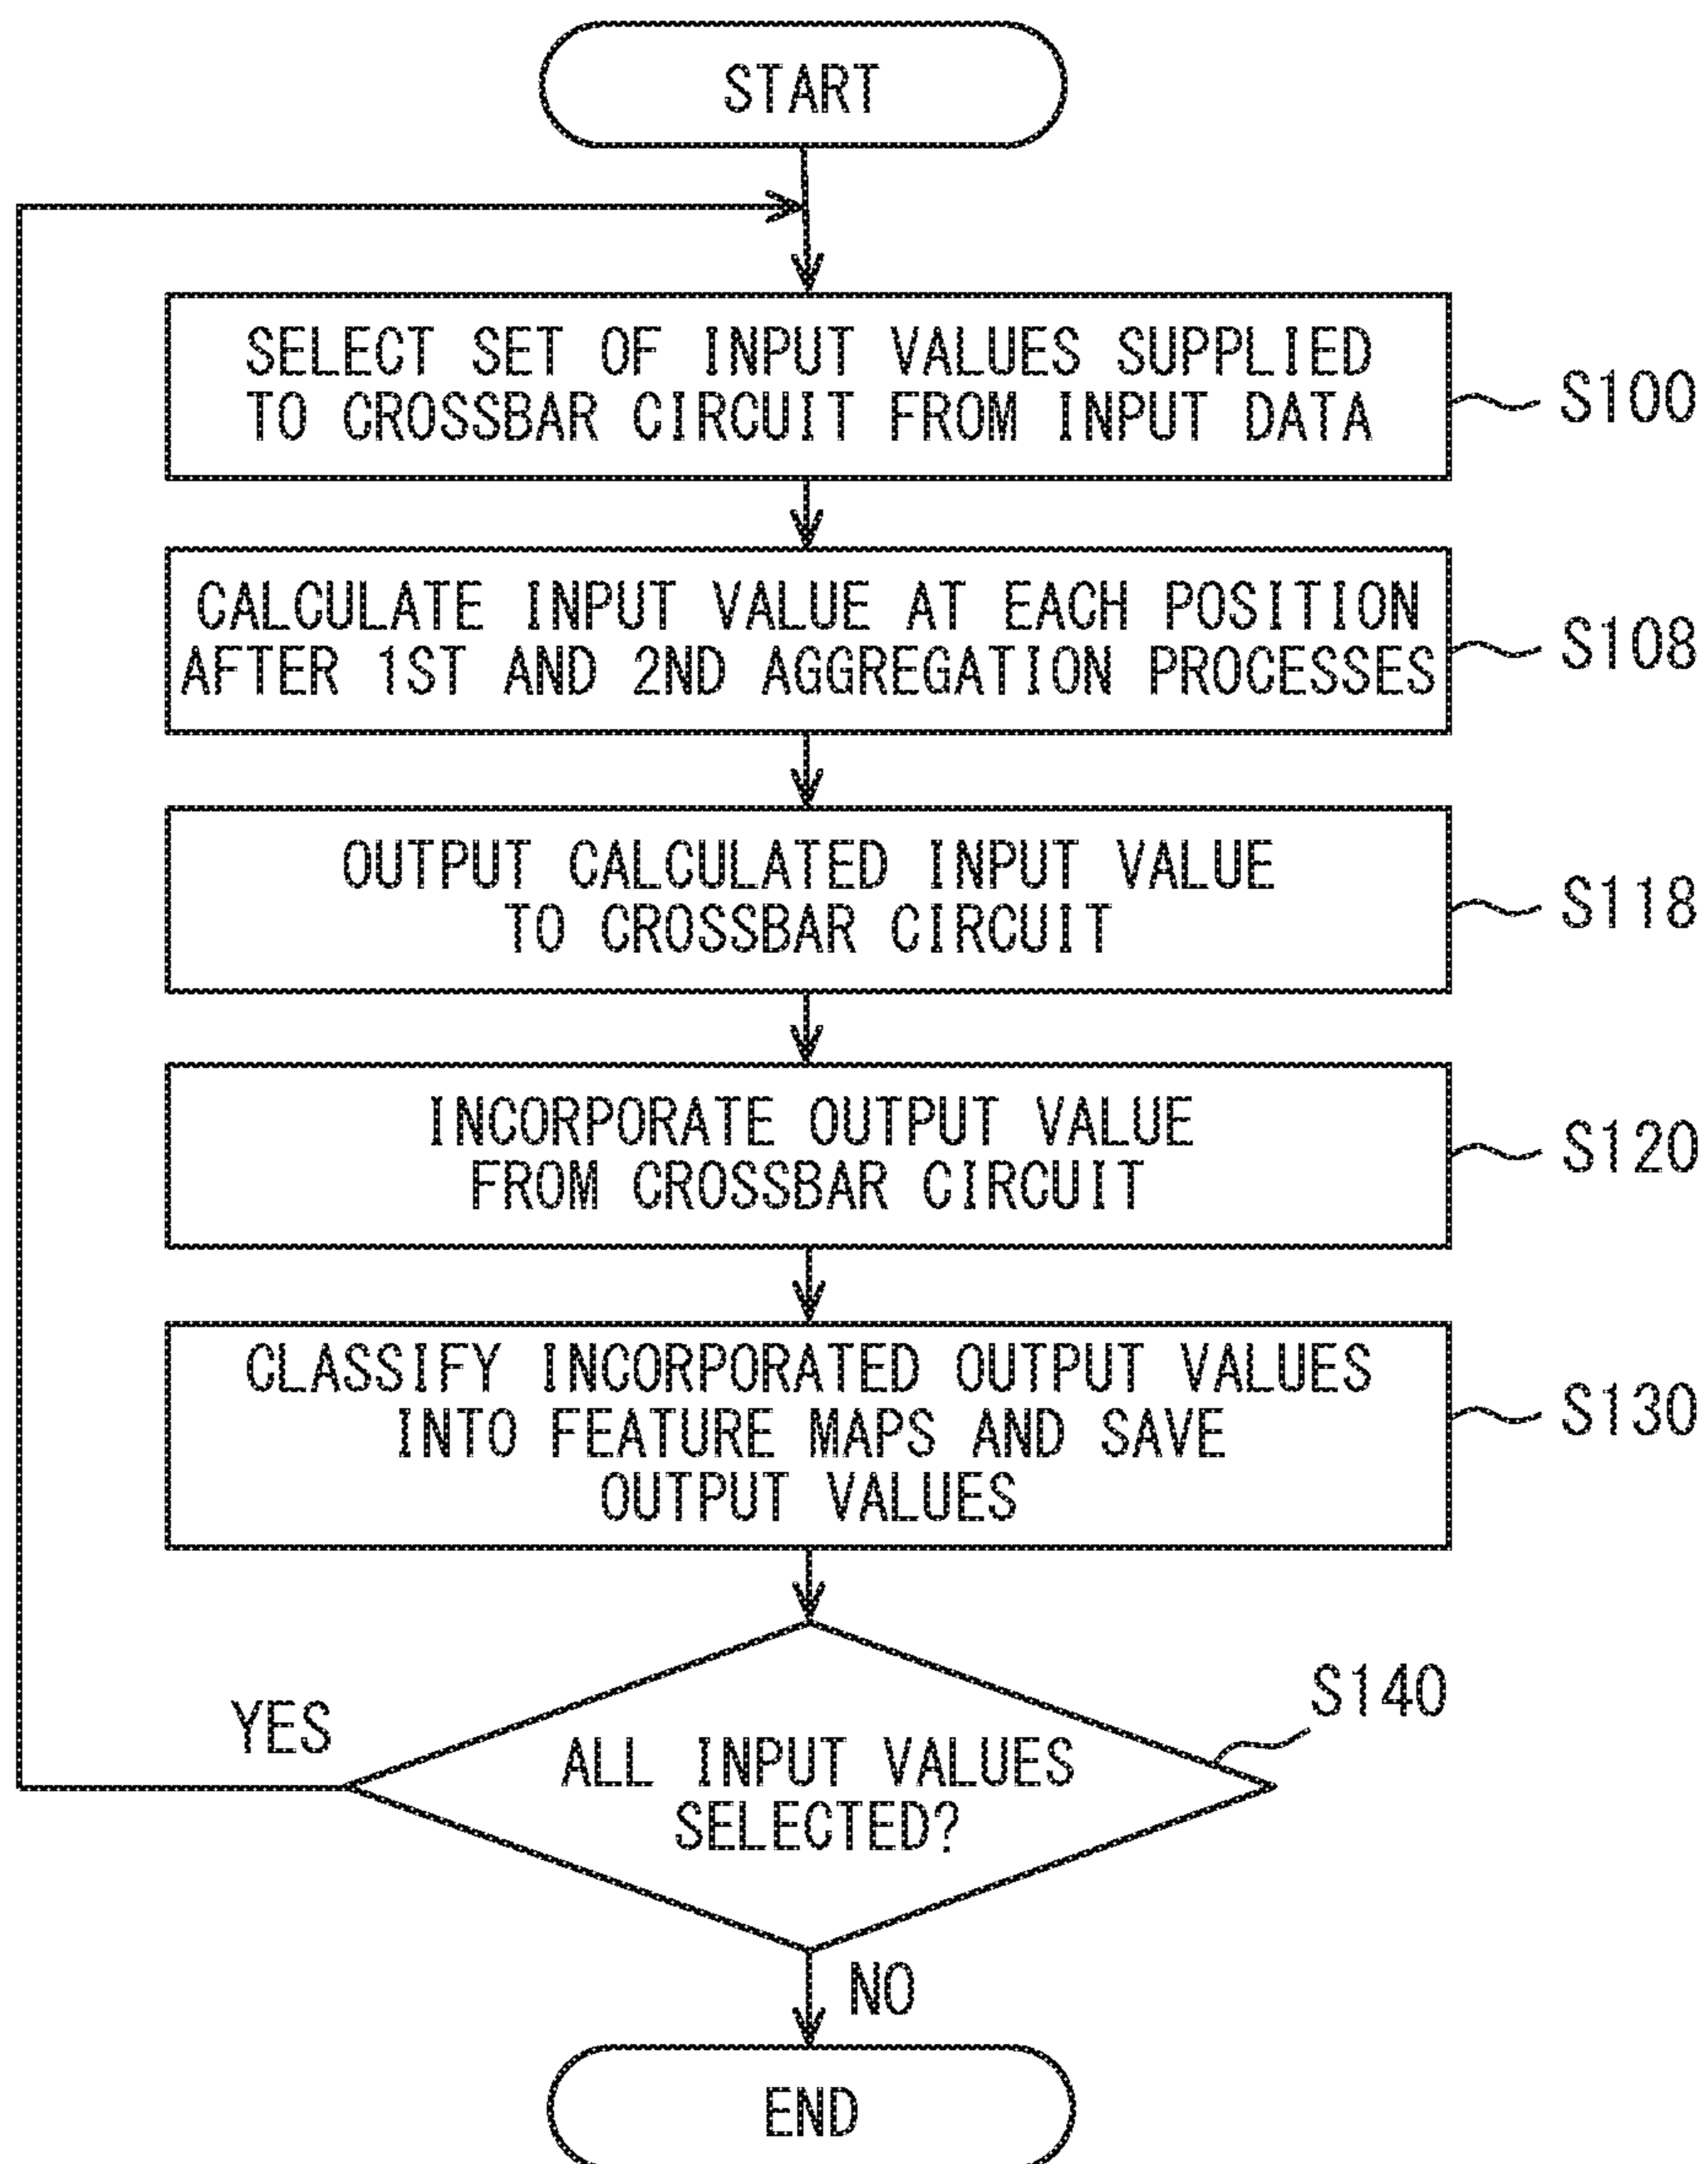 START
SELECT SET OF INPUT VALUES SUPPLIED
TO CROSSBAR CIRCUIT FROM INPUT DATA
S100
CALCULATE INPUT VALUE AT EACH POSITION
AFTER 1ST AND 2ND AGGREGATION PROCESSES
S108
OUTPUT CALCULATED INPUT VALUE
TO CROSSBAR CIRCUIT
S118
INCORPORATE OUTPUT VALUE
FROM CROSSBAR CIRCUIT
S120
CLASSIFY INCORPORATED OUTPUT VALUES
INTO FEATURE MAPS AND SAVE
OUTPUT VALUES
S130
S140
YES
ALL INPUT VALUES
SELECTED?
NO
END